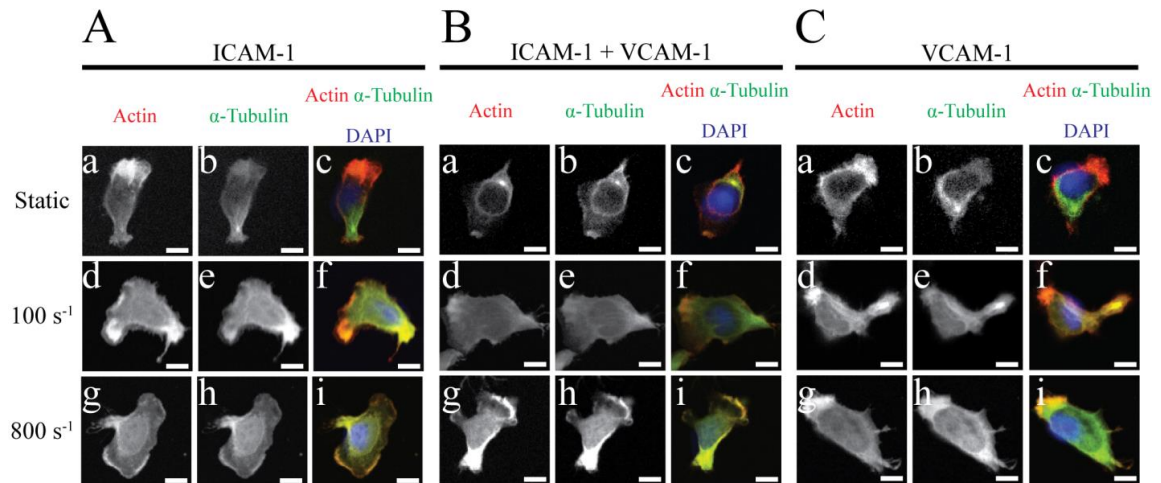 A B C
ICAM-1 ICAM-1 + VCAM-1 VCAM-1
Actin α-Tubulin Actin α-Tubulin DAPI Actin α-Tubulin Actin α-Tubulin DAPI Actin α-Tubulin Actin α-Tubulin DAPI
Static a b c a b c a b c
100 s⁻¹ d e f d e f d e f
800 s⁻¹ g h i g h i g h i